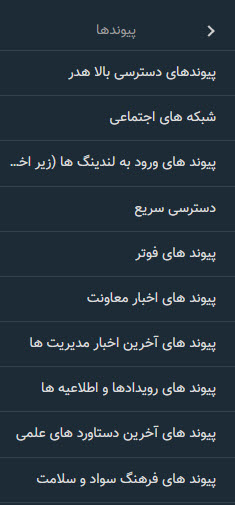 پیوندها
پیوندهای دسترسی بالا هدر
شبکه های اجتماعی
پیوند های ورود به لندینگ ها (زیر اخ...
دسترسی سریع
پیوند های فوتر
پیوند های اخبار معاونت
پیوند های آخرین اخبار مدیریت ها
پیوند های رویدادها و اطلاعیه ها
پیوند های آخرین دستاورد های علمی
پیوند های فرهنگ سواد و سلامت